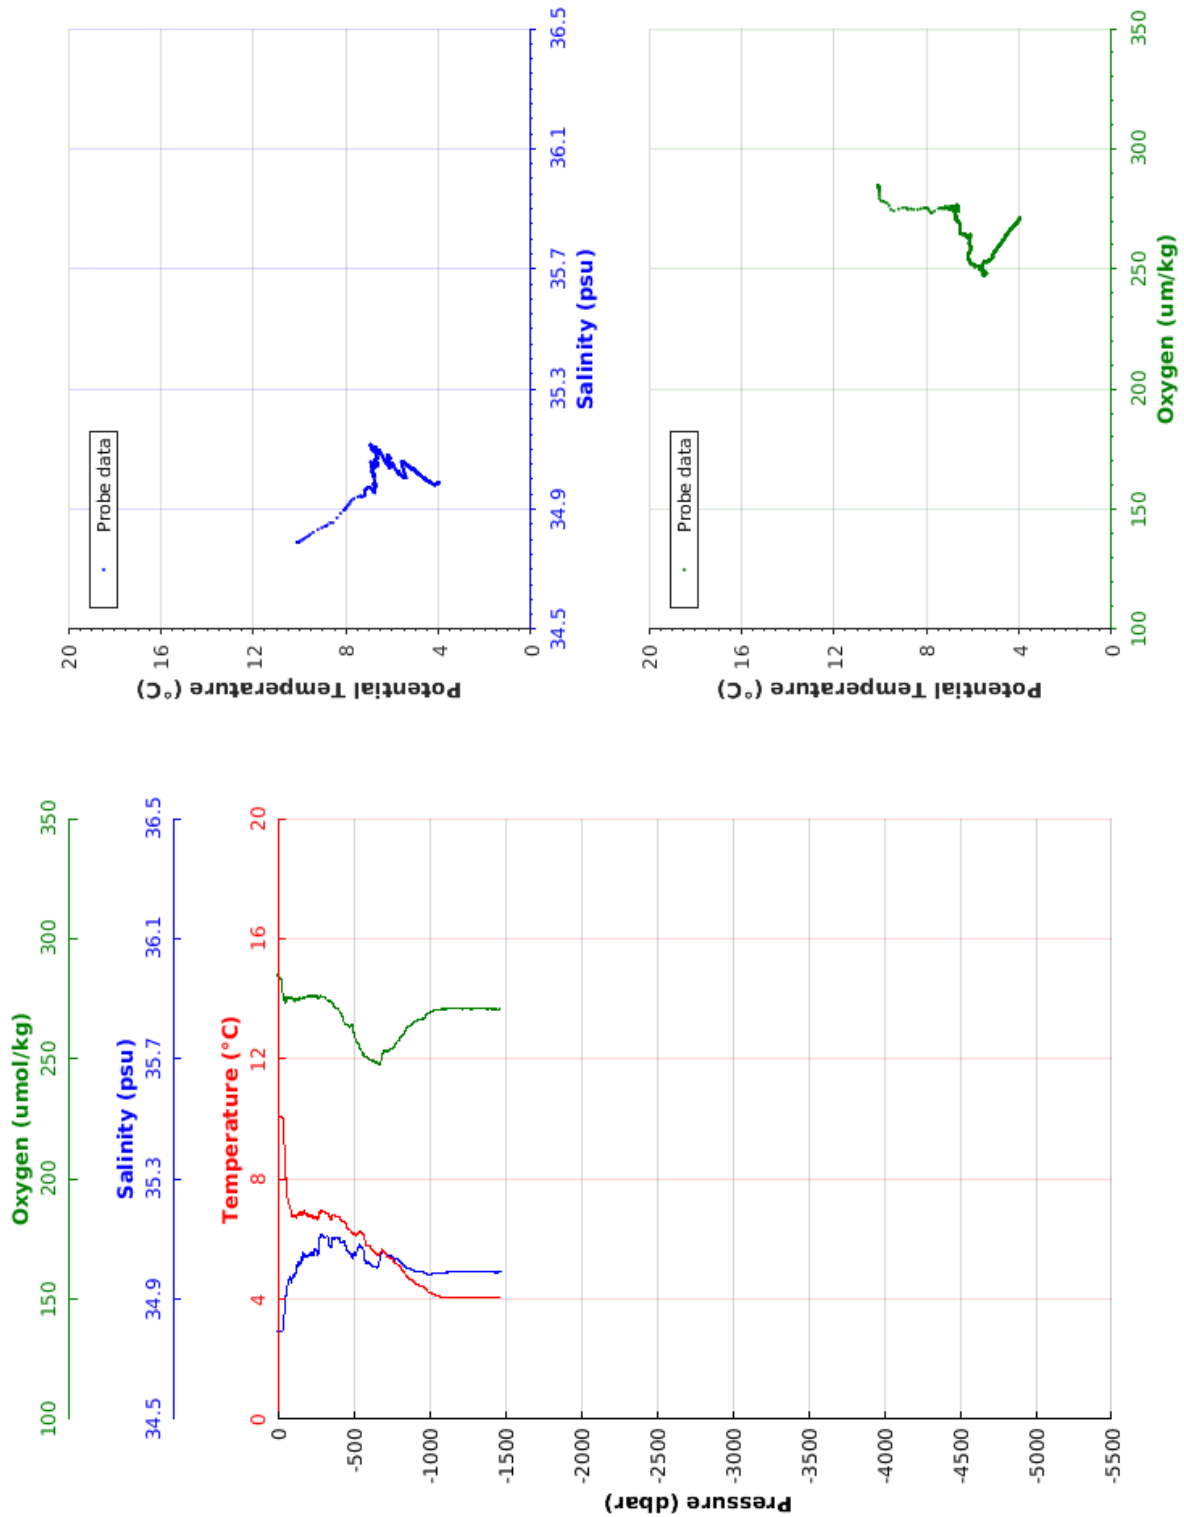 Oxygen (umol/kg)
100 150 200 250 300 350
Salinity (psu)
34.5 34.9 35.3 35.7 36.1 36.5
Temperature (°C)
0 4 8 12 16 20
Pressure (dbar)
0
-500
-1000
-1500
-2000
-2500
-3000
-3500
-4000
-4500
-5000
-5500
Potential Temperature (°C)
20
16
12
8
4
0
Probe data
34.5 34.9 35.3 35.7 36.1 36.5
Salinity (psu)
Potential Temperature (°C)
20
16
12
8
4
0
Probe data
100 150 200 250 300 350
Oxygen (um/kg)